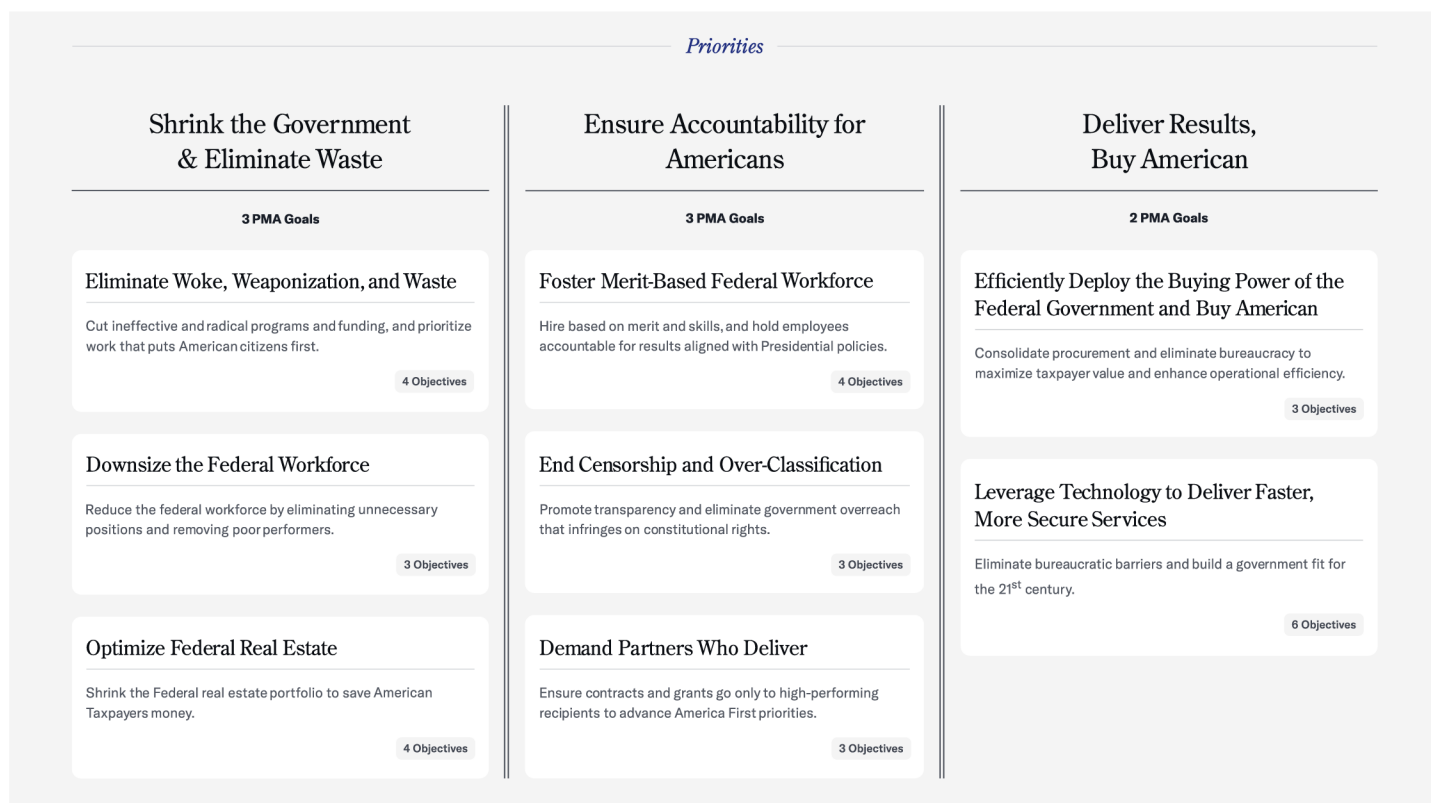 Priorities
Shrink the Government
& Eliminate Waste
3 PMA Goals
Eliminate Woke, Weaponization, and Waste
Cut ineffective and radical programs and funding, and prioritize
work that puts American citizens first.
4 Objectives
Downsize the Federal Workforce
Reduce the federal workforce by eliminating unnecessary
positions and removing poor performers.
3 Objectives
Optimize Federal Real Estate
Shrink the Federal real estate portfolio to save American
Taxpayers money.
4 Objectives
Ensure Accountability for
Americans
3 PMA Goals
Foster Merit-Based Federal Workforce
Hire based on merit and skills, and hold employees
accountable for results aligned with Presidential policies.
4 Objectives
End Censorship and Over-Classification
Promote transparency and eliminate government overreach
that infringes on constitutional rights.
3 Objectives
Demand Partners Who Deliver
Ensure contracts and grants go only to high-performing
recipients to advance America First priorities.
3 Objectives
Deliver Results,
Buy American
2 PMA Goals
Efficiently Deploy the Buying Power of the
Federal Government and Buy American
Consolidate procurement and eliminate bureaucracy to
maximize taxpayer value and enhance operational efficiency.
3 Objectives
Leverage Technology to Deliver Faster,
More Secure Services
Eliminate bureaucratic barriers and build a government fit for
the 21st century.
6 Objectives